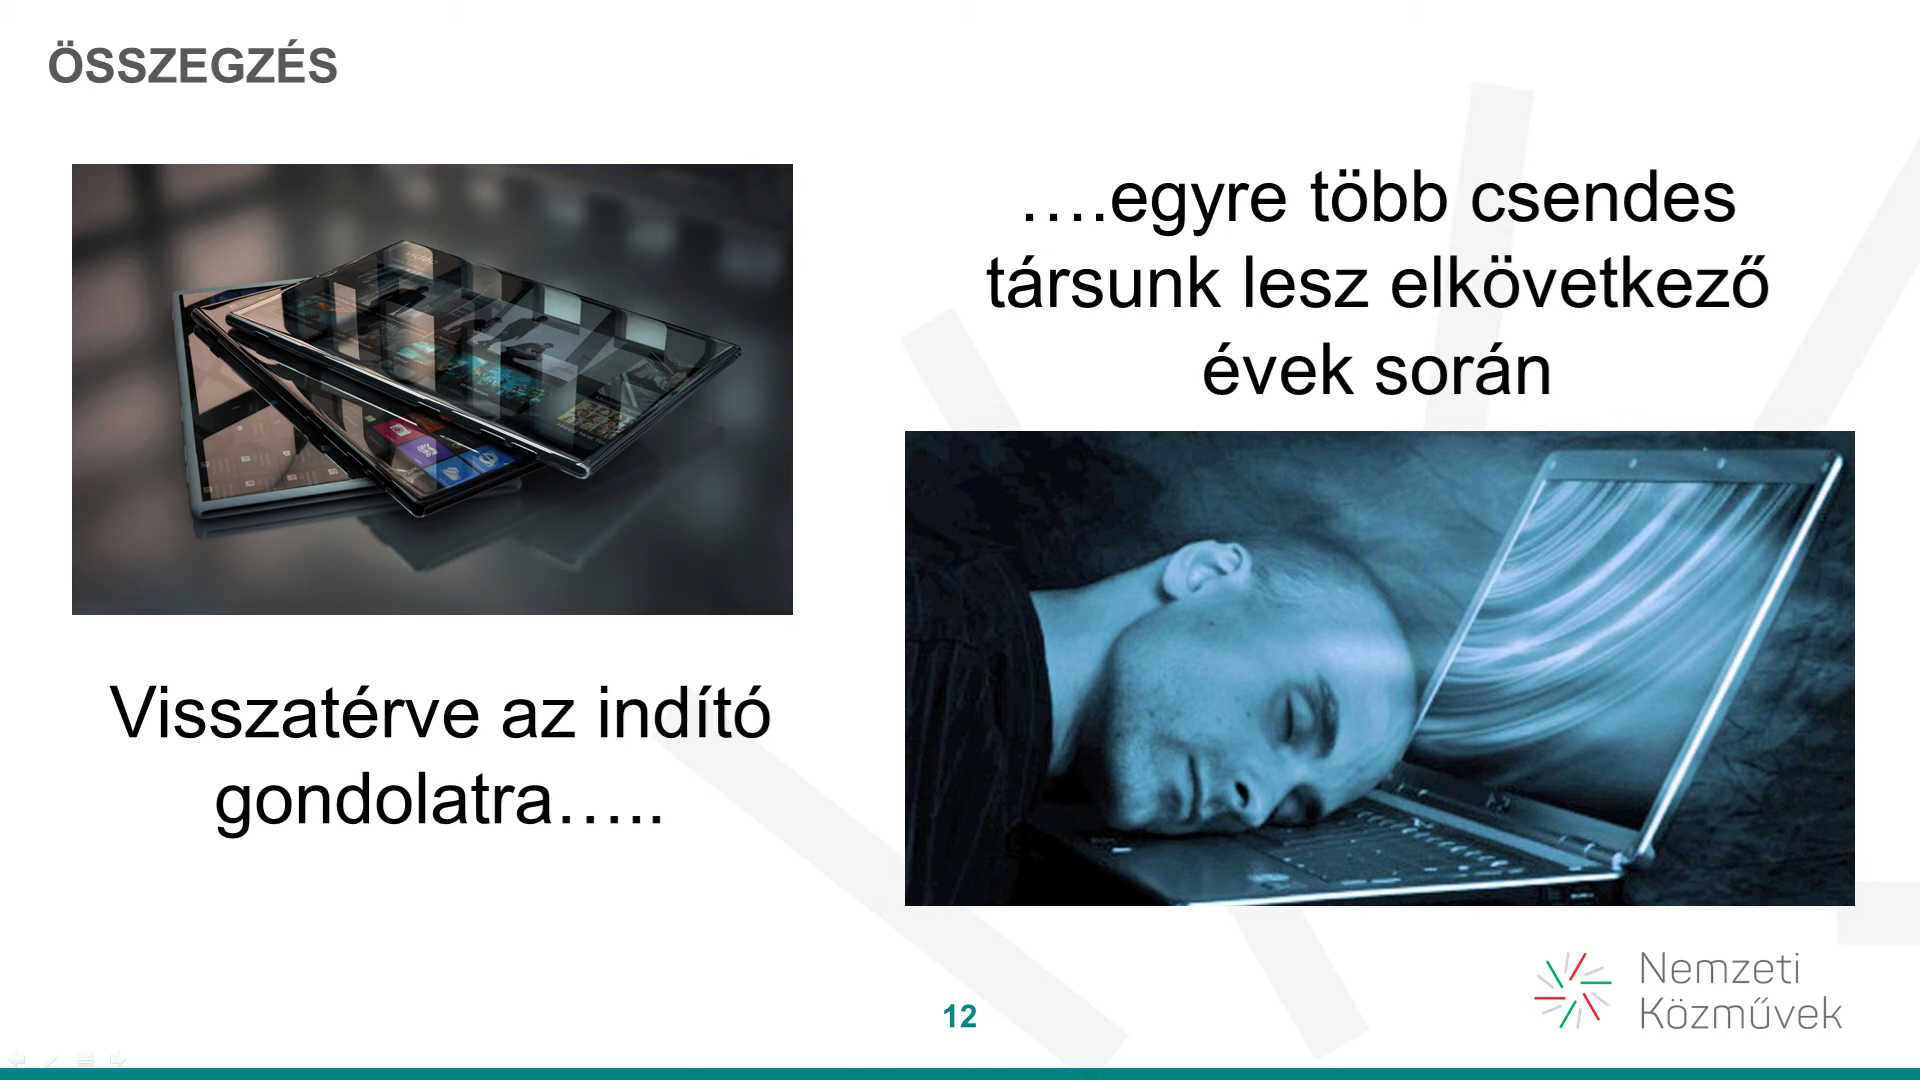 ÖSSZEGZÉS
Visszatérve az indító
gondolatra…..
….egyre több csendes
társunk lesz elkövetkező
évek során
12
Nemzeti
Közművek